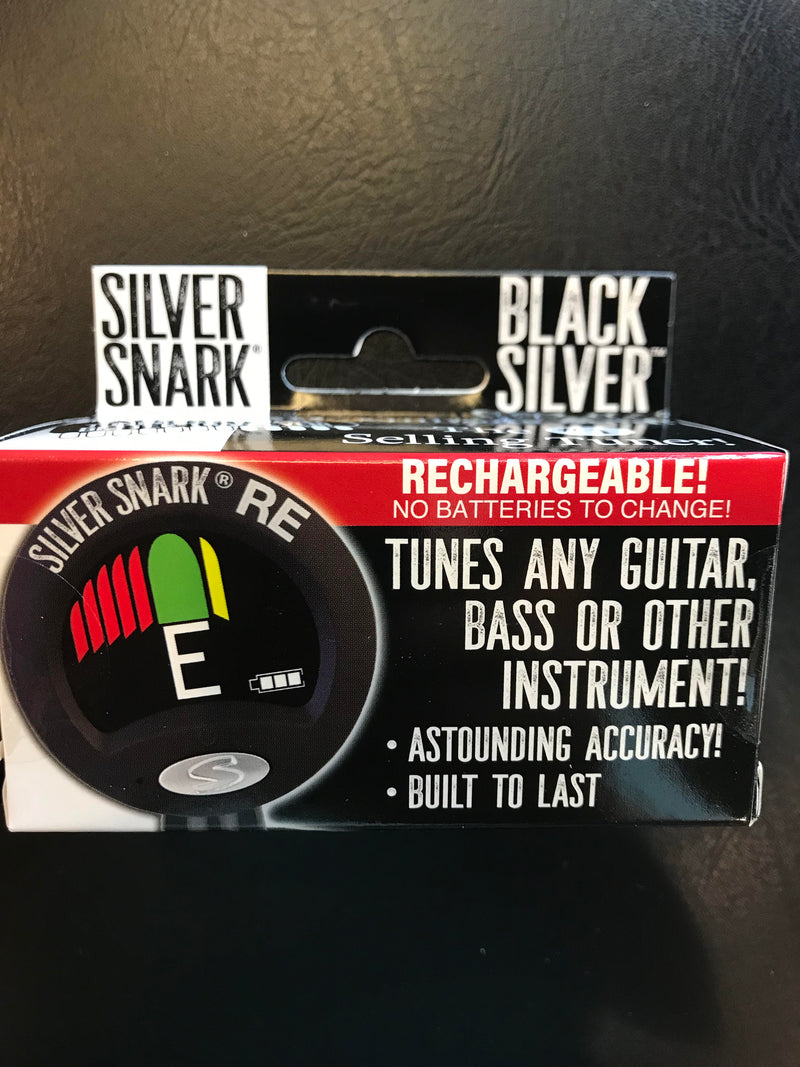 SILVER
SNARK®
BLACK
SILVER™
Selling Tuner!
SILVER SNARK® RE
E
S
RECHARGEABLE!
NO BATTERIES TO CHANGE!
TUNES ANY GUITAR,
BASS OR OTHER
INSTRUMENT!
• ASTOUNDING ACCURACY!
• BUILT TO LAST